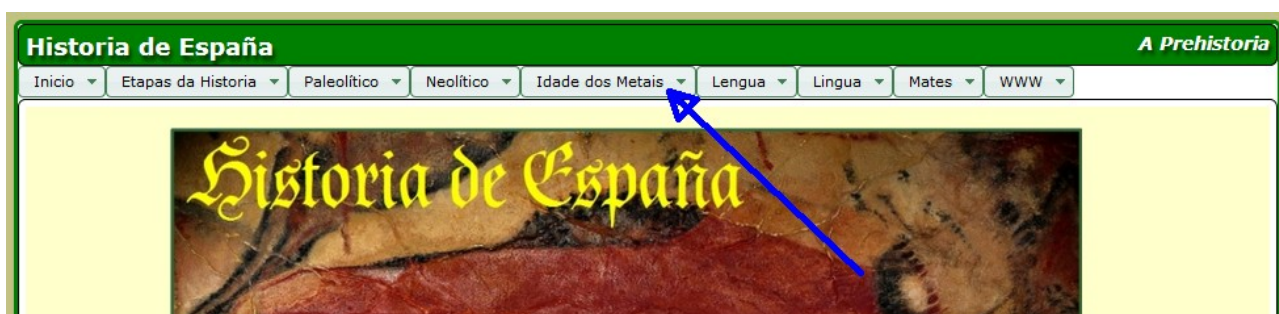 Historia de España
A Prehistoria
Inicio Etapas da Historia Paleolítico Neolítico Idade dos Metais Lengua Lingua Mates WWW
Historia de España